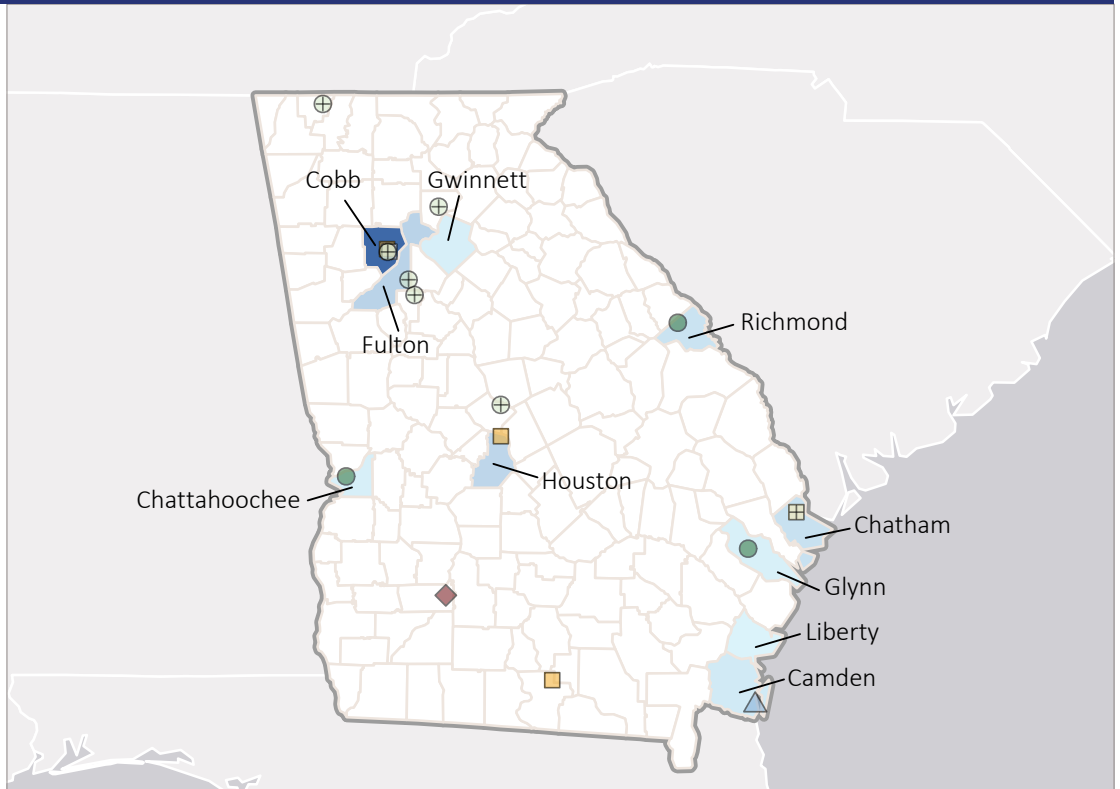 Cobb
Gwinnett
Fulton
Richmond
Houston
Chattahoochee
Chatham
Glynn
Liberty
Camden